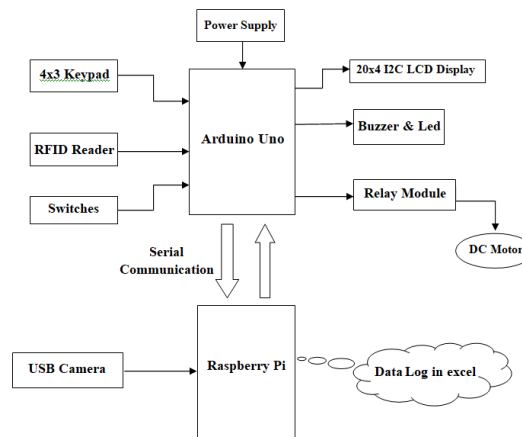 Power Supply
4x3 Keypad
20x4 I2C LCD Display
Arduino Uno
Buzzer & Led
RFID Reader
Switches
Relay Module
Serial
Communication
DC Motor
USB Camera
Raspberry Pi
Data Log in excel